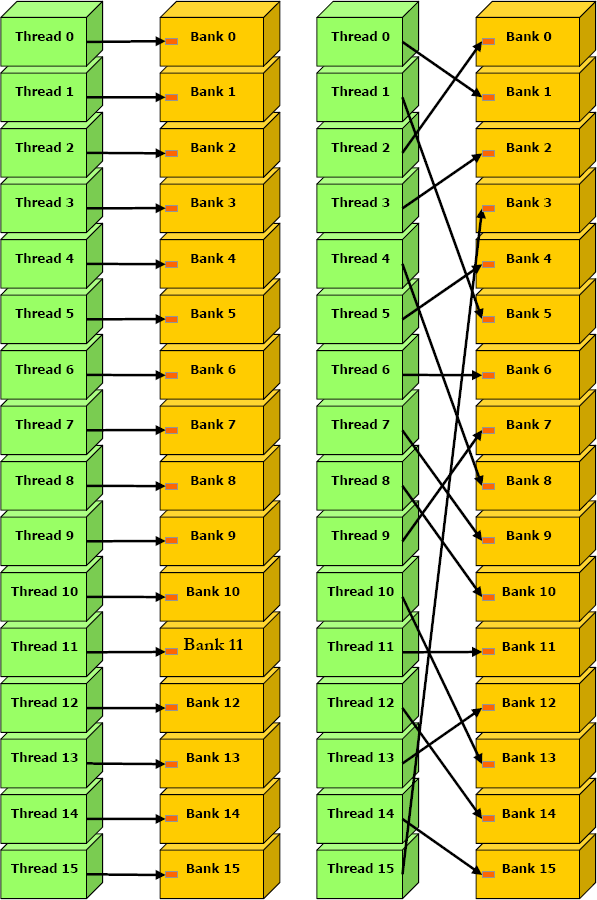 Thread 0 Bank 0 Thread 0 Bank 0
Thread 1 Bank 1 Thread 1 Bank 1
Thread 2 Bank 2 Thread 2 Bank 2
Thread 3 Bank 3 Thread 3 Bank 3
Thread 4 Bank 4 Thread 4 Bank 4
Thread 5 Bank 5 Thread 5 Bank 5
Thread 6 Bank 6 Thread 6 Bank 6
Thread 7 Bank 7 Thread 7 Bank 7
Thread 8 Bank 8 Thread 8 Bank 8
Thread 9 Bank 9 Thread 9 Bank 9
Thread 10 Bank 10 Thread 10 Bank 10
Thread 11 Bank 11 Thread 11 Bank 11
Thread 12 Bank 12 Thread 12 Bank 12
Thread 13 Bank 13 Thread 13 Bank 13
Thread 14 Bank 14 Thread 14 Bank 14
Thread 15 Bank 15 Thread 15 Bank 15